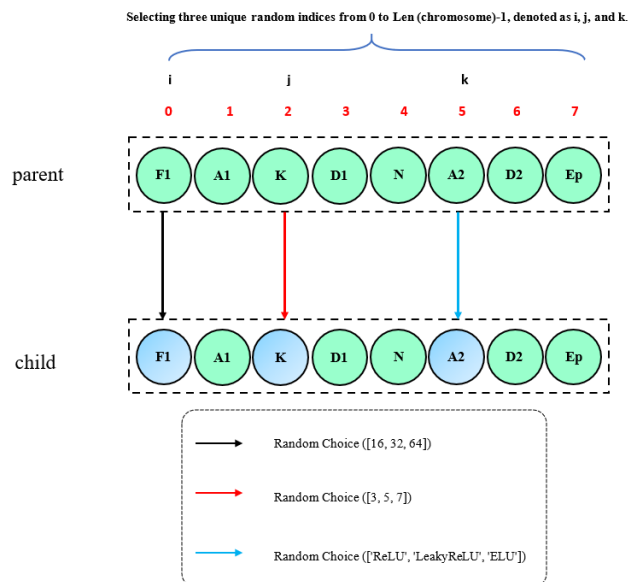 Selecting three unique random indices from 0 to Len (chromosome)-1, denoted as i, j, and k.
i j k
0 1 2 3 4 5 6 7
parent F1 A1 K D1 N A2 D2 Ep
child F1 A1 K D1 N A2 D2 Ep
Random Choice ([16, 32, 64])
Random Choice ([3, 5, 7])
Random Choice (['ReLU', 'LeakyReLU', 'ELU'])